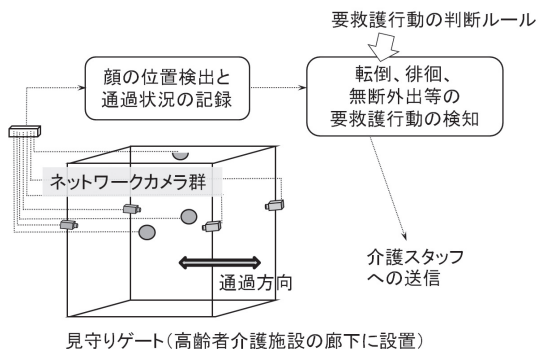 要救護行動の判断ルール
顔の位置検出と
通過状況の記録
転倒、徘徊、
無断外出等の
要救護行動の検知
ネットワークカメラ群
通過方向
介護スタッフ
への送信
見守りゲート(高齢者介護施設の廊下に設置)